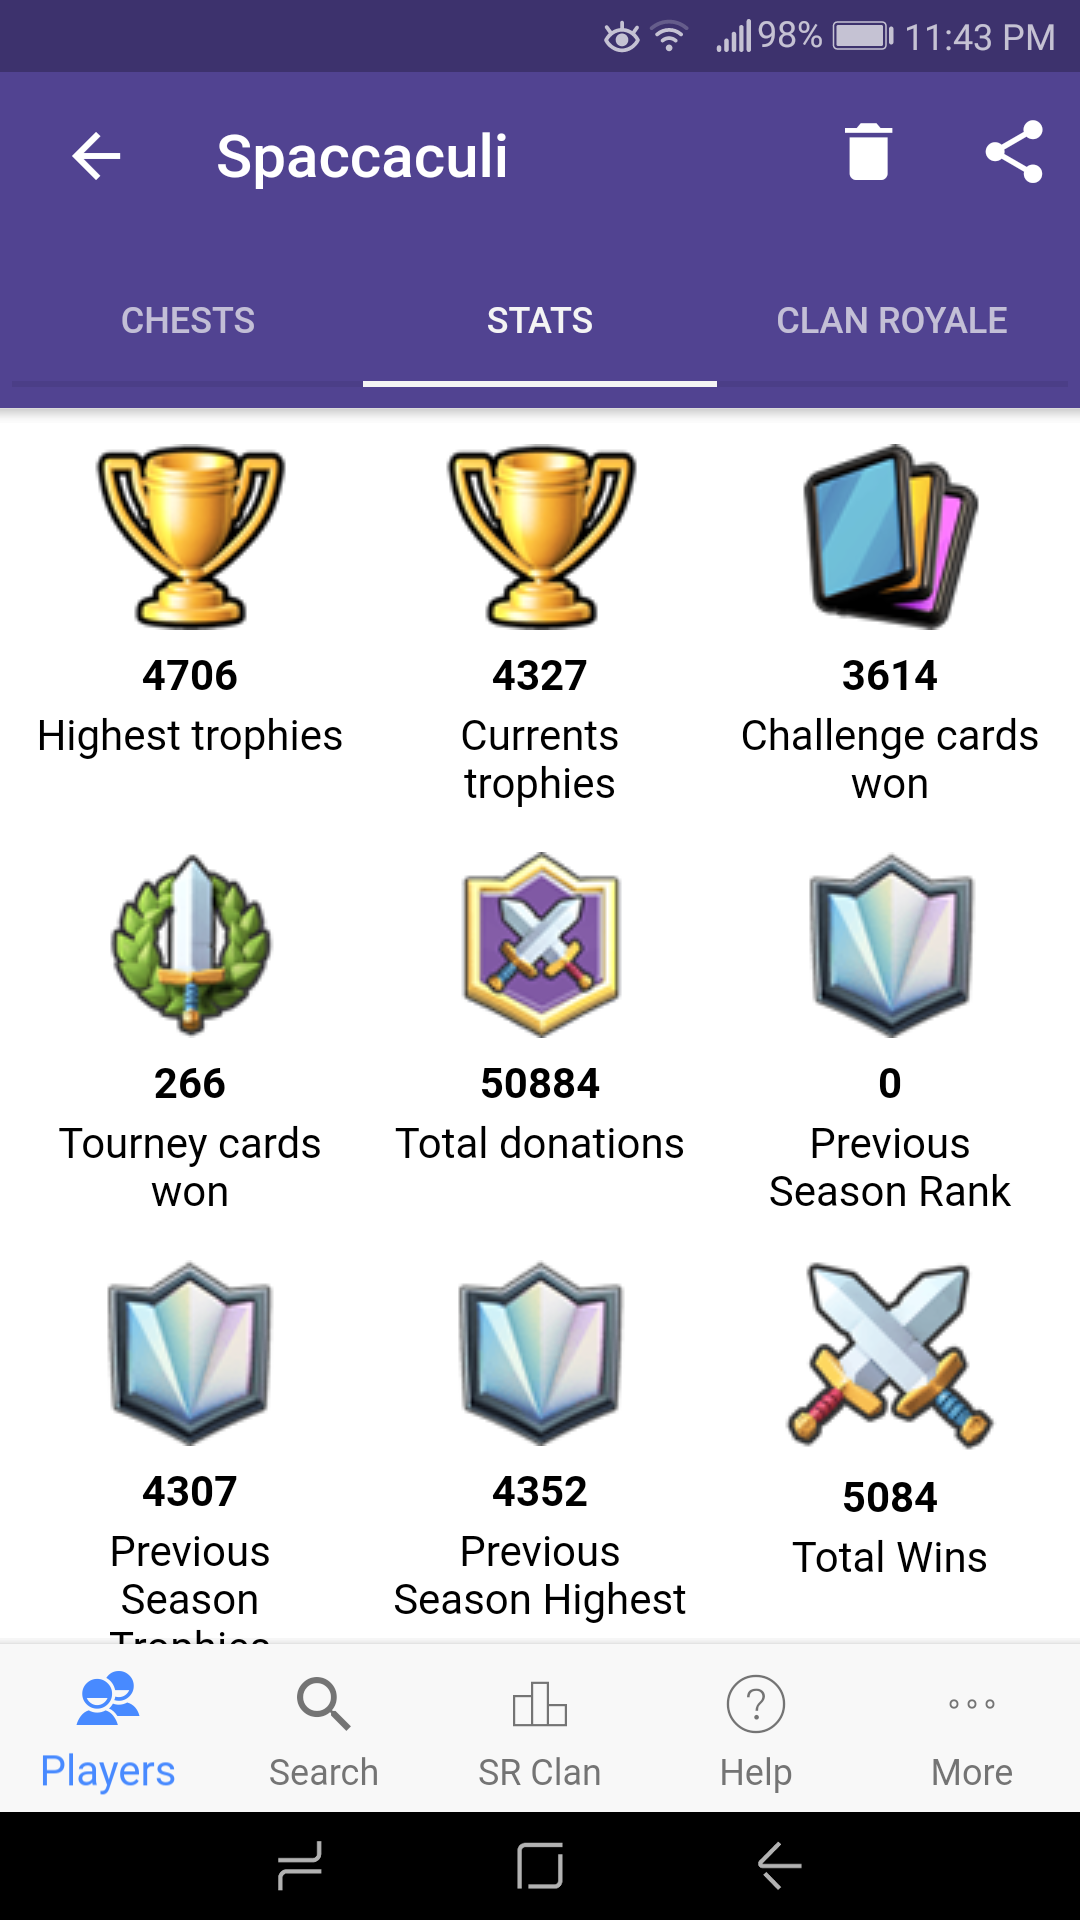 98% 11:43 PM
Spaccaculi
CHESTS STATS CLAN ROYALE
4706 4327 3614
Highest trophies Currents Challenge cards
trophies won
266 50884 0
Tourney cards Total donations Previous
won Season Rank
4307 4352 5084
Previous Previous Total Wins
Season Season Highest
Trophies
Players Search SR Clan Help More